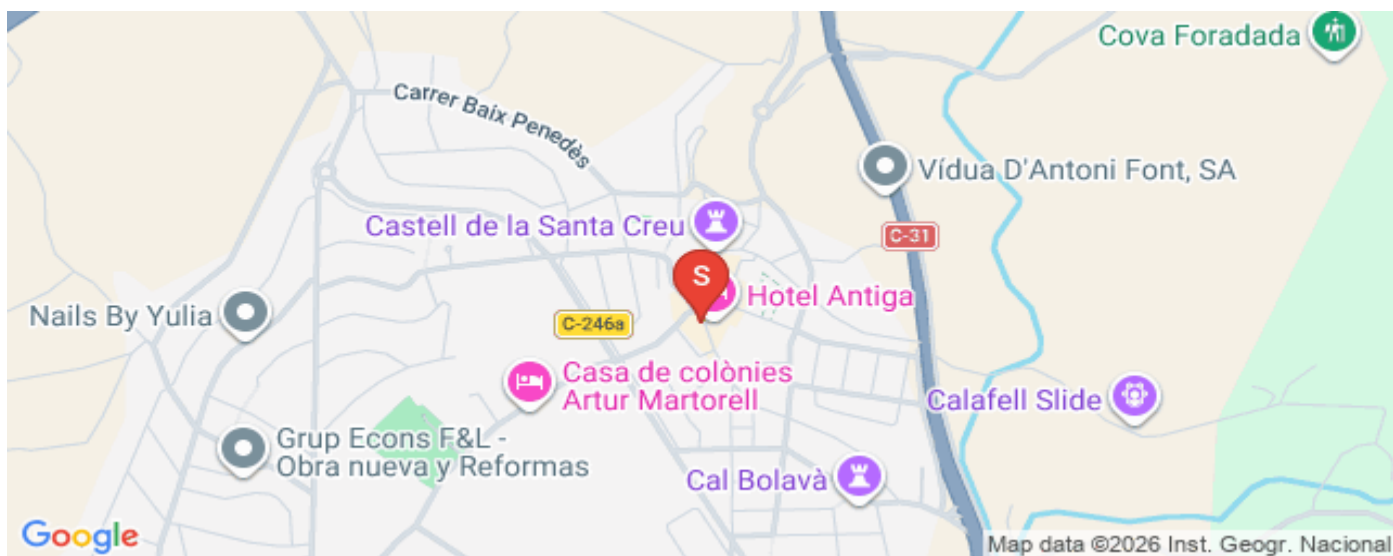 Cova Foradada
Carrer Baix Penedès
Vídua D'Antoni Font, SA
Castell de la Santa Creu
C-31
S
Hotel Antiga
Nails By Yulia
C-246a
Casa de colònies
Artur Martorell
Calafell Slide
Grup Econs F&L -
Obra nueva y Reformas
Cal Bolavà
Google
Map data ©2026 Inst. Geogr. Nacional